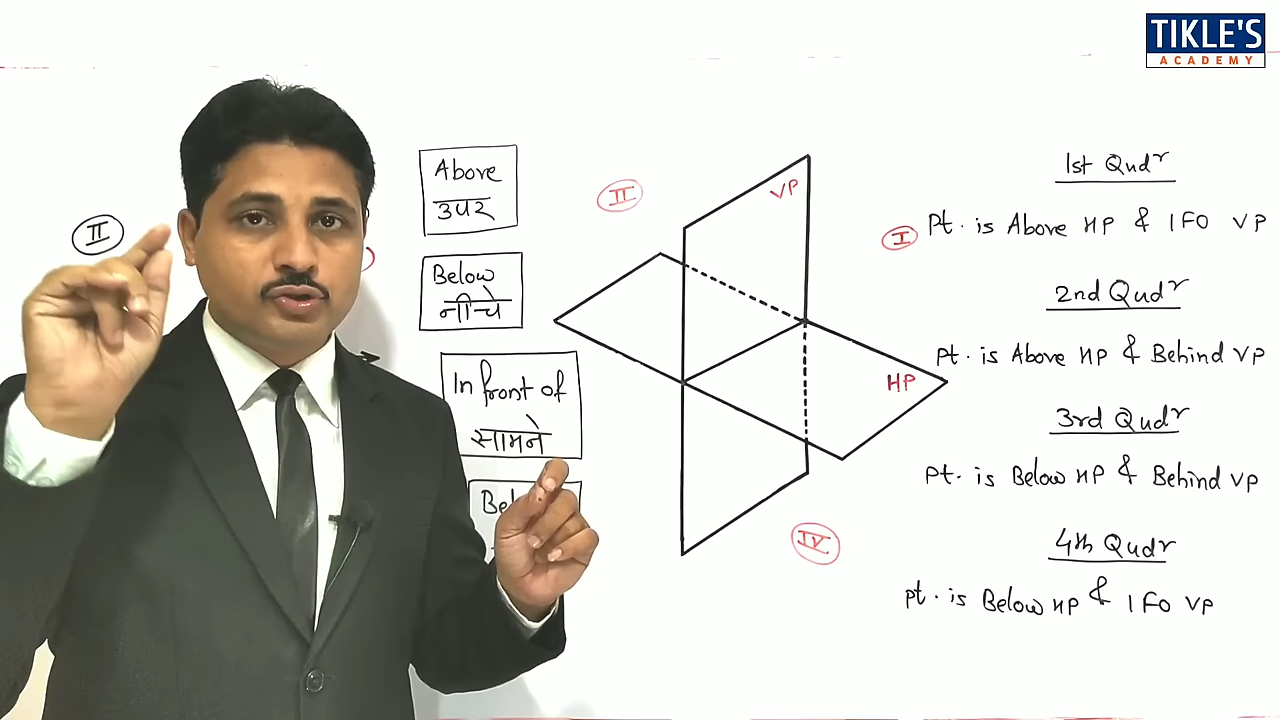 TIKLE'S
ACADEMY
II
Above
उपर
Below
नीचे
In front of
सामने
II
VP
HP
IV
1st Qudr
I
Pt. is Above HP & IFO VP
2nd Qudr
Pt. is Above HP & Behind VP
3rd Qudr
Pt. is Below HP & Behind VP
4th Qudr
Pt. is Below HP & IFO VP